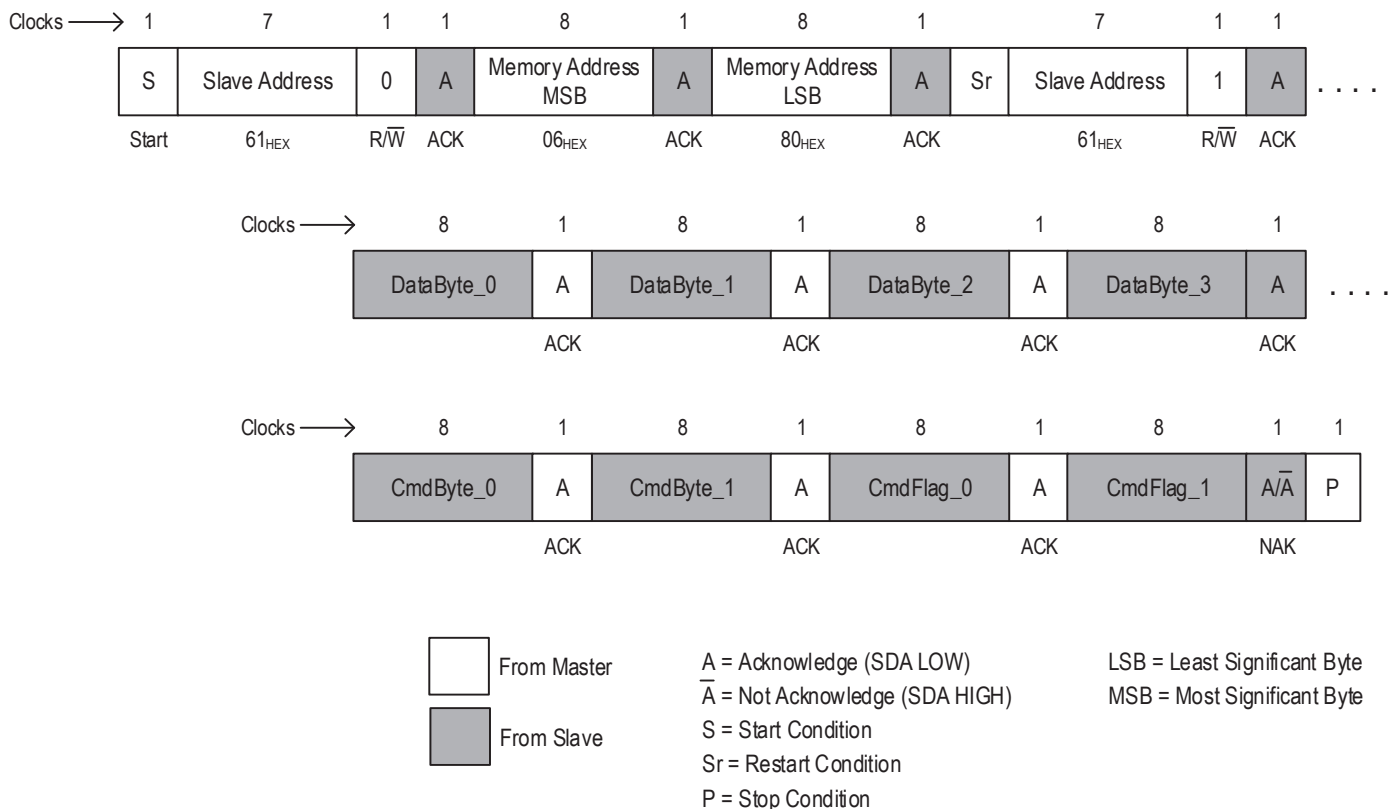 Clocks → 1 7 1 1 8 1 8 1 7 1 1
S Slave Address 0 A Memory Address MSB A Memory Address LSB A Sr Slave Address 1 A . . . .
Start 61HEX R/W̅ ACK 06HEX ACK 80HEX ACK 61HEX R/W̅ ACK
Clocks → 8 1 8 1 8 1 8 1
DataByte_0 A DataByte_1 A DataByte_2 A DataByte_3 A . . . .
ACK ACK ACK ACK
Clocks → 8 1 8 1 8 1 8 1 1
CmdByte_0 A CmdByte_1 A CmdFlag_0 A CmdFlag_1 A/A̅ P
ACK ACK ACK NAK
From Master
From Slave
A = Acknowledge (SDA LOW)
A̅ = Not Acknowledge (SDA HIGH)
S = Start Condition
Sr = Restart Condition
P = Stop Condition
LSB = Least Significant Byte
MSB = Most Significant Byte